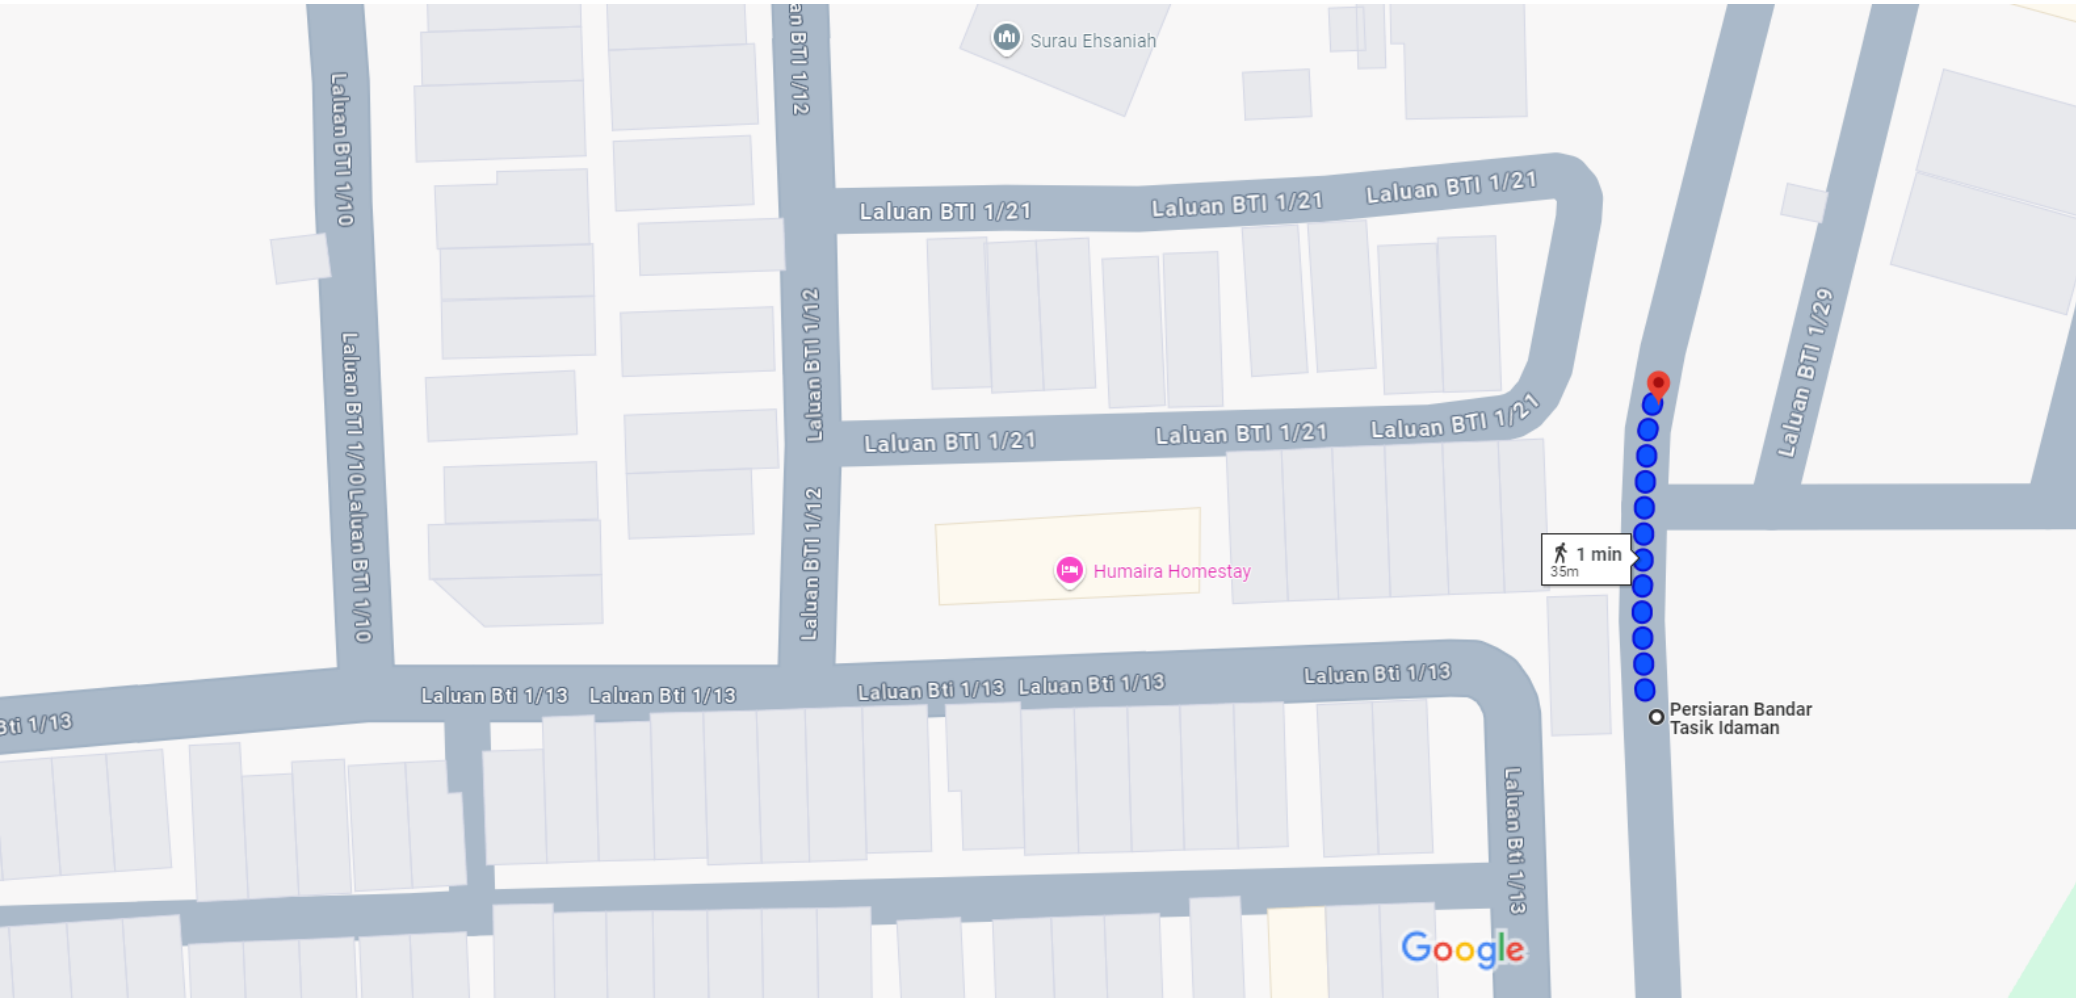 an BTI 1/12
Surau Ehsaniah
Laluan BTI 1/10
Laluan BTI 1/21
Laluan BTI 1/21
Laluan BTI 1/21
Laluan BTI 1/12
Laluan BTI 1/29
Laluan BTI 1/10
Laluan BTI 1/21
Laluan BTI 1/21
Laluan BTI 1/21
Laluan BTI 1/10
Laluan BTI 1/12
Humaira Homestay
1 min
35m
Laluan Bti 1/13
Laluan Bti 1/13
Laluan Bti 1/13
Laluan Bti 1/13
Laluan Bti 1/13
Bti 1/13
Persiaran Bandar
Tasik Idaman
Laluan Bti 1/13
Google